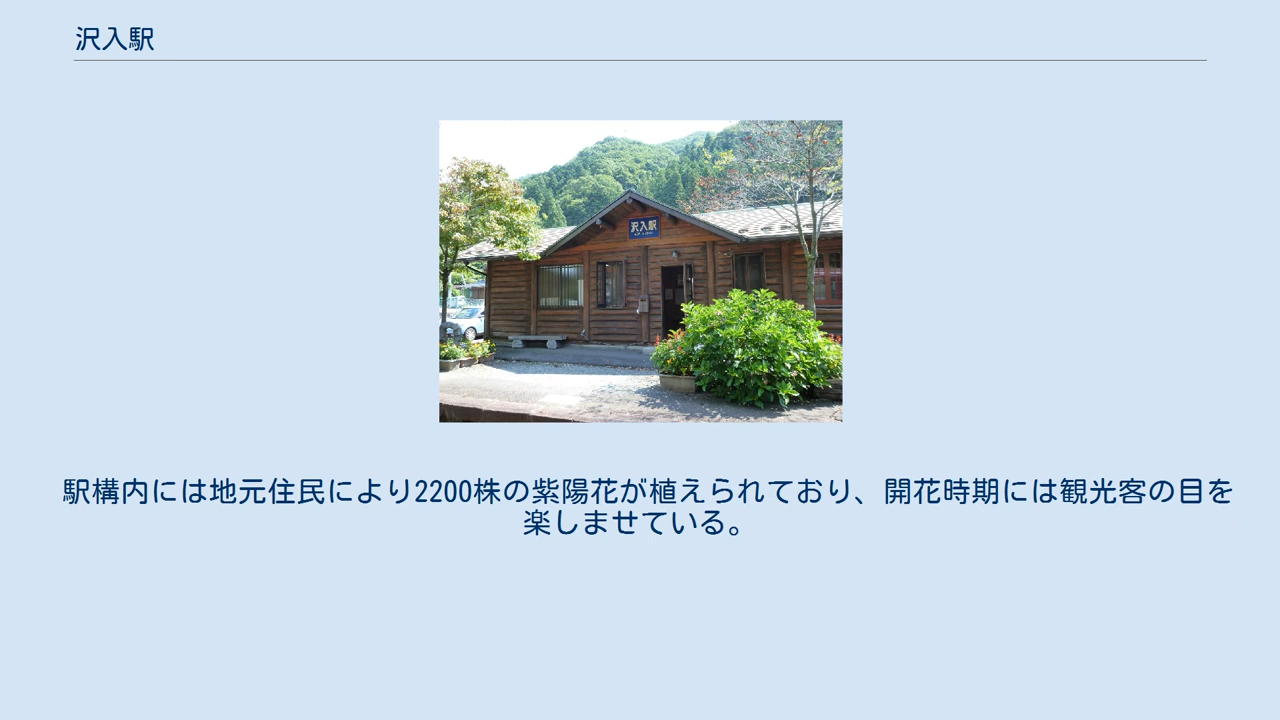 沢入駅
沢入駅
駅構内には地元住民により2200株の紫陽花が植えられており、開花時期には観光客の目を
楽しませている。